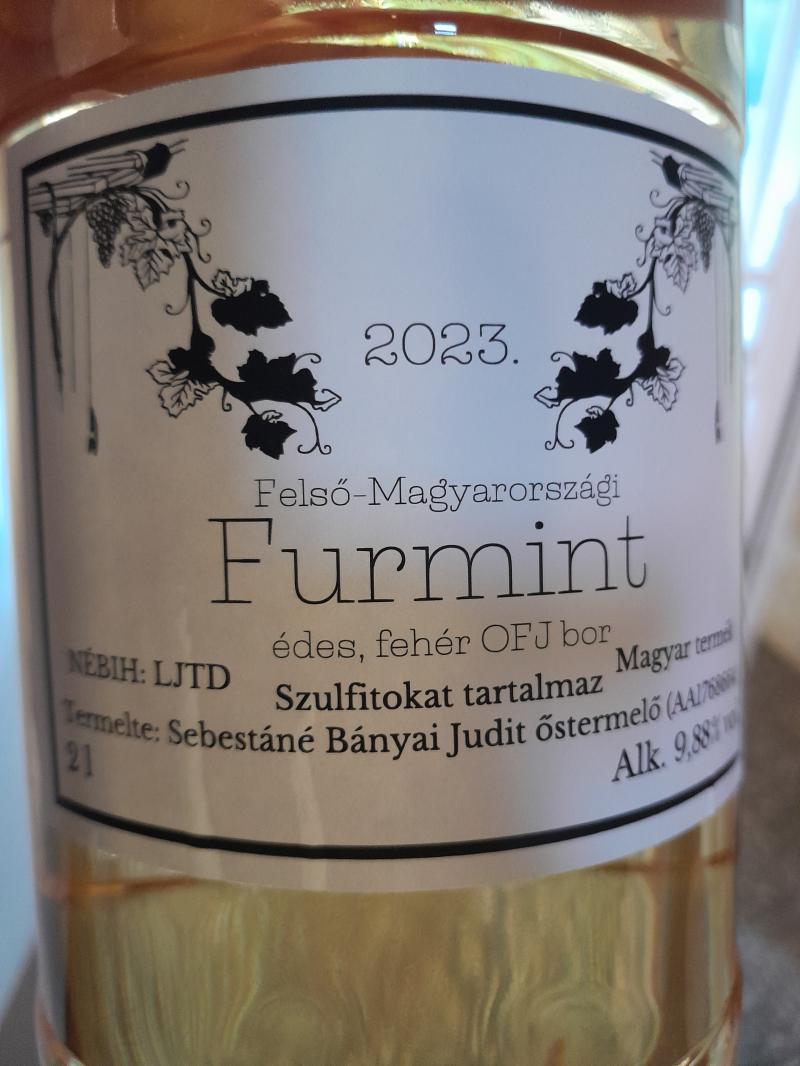 2023.
Felső-Magyarországi
Furmint
édes, fehér OFJ bor
NÉBIH: LJTD
Szulfitokat tartalmaz
Magyar termék
Termelte: Sebestáné Bányai Judit őstermelő
2 l
Alk. 9,88%